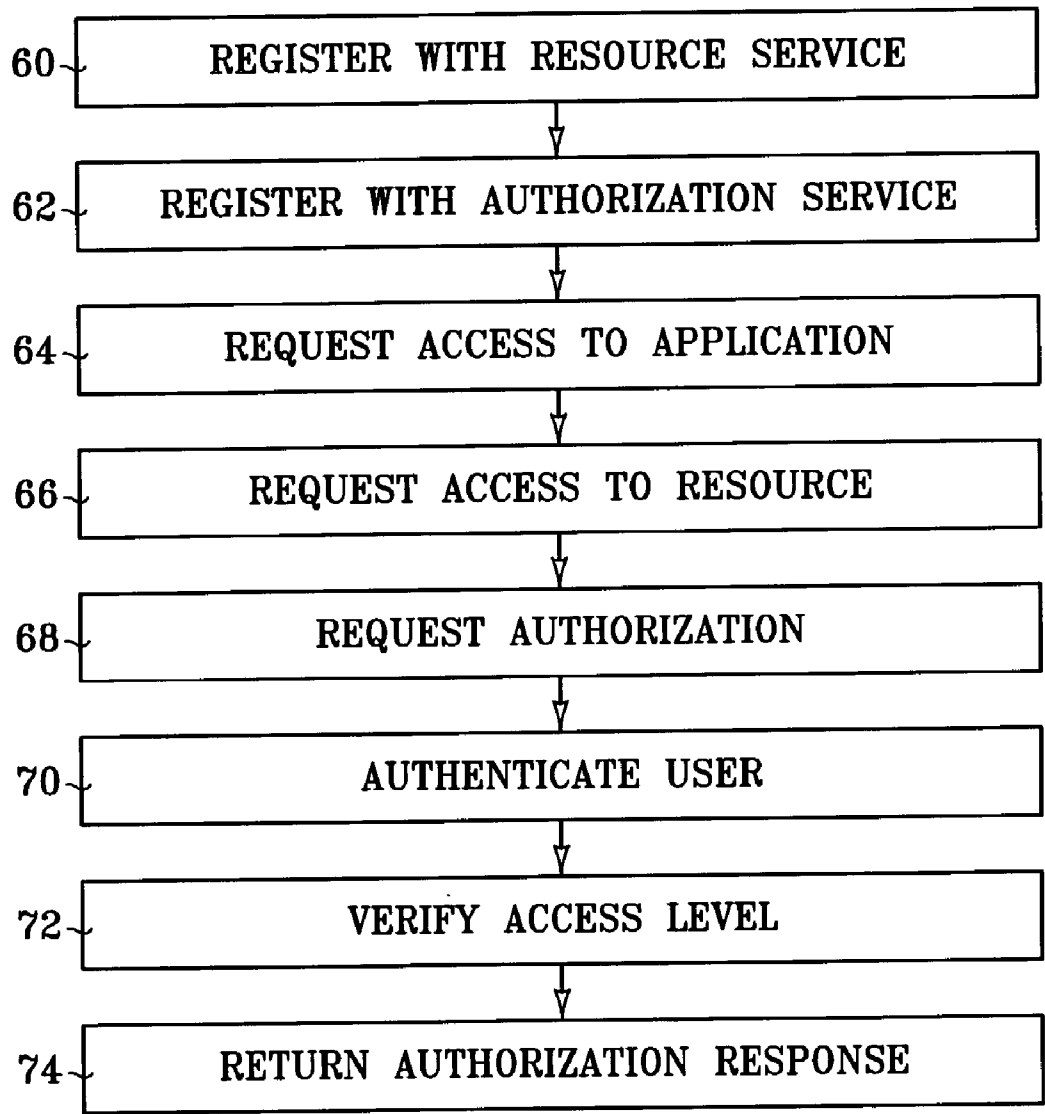 60 REGISTER WITH RESOURCE SERVICE
62 REGISTER WITH AUTHORIZATION SERVICE
64 REQUEST ACCESS TO APPLICATION
66 REQUEST ACCESS TO RESOURCE
68 REQUEST AUTHORIZATION
70 AUTHENTICATE USER
72 VERIFY ACCESS LEVEL
74 RETURN AUTHORIZATION RESPONSE